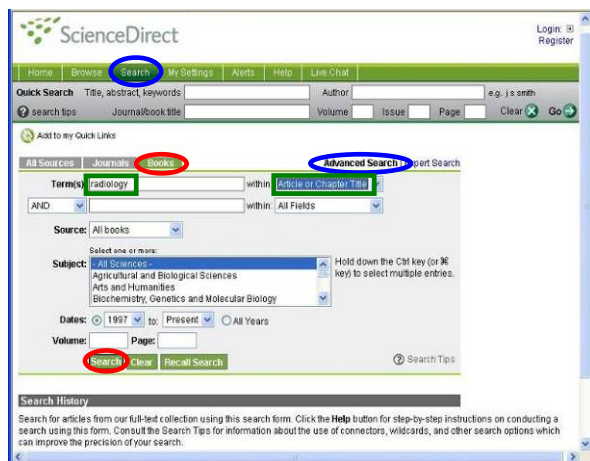 ScienceDirect
Login:
Register
Home Browse Search My Settings Alerts Help Live Chat
Quick Search Title, abstract, keywords Author e.g. j s smith
? search tips Journal/book title Volume Issue Page Clear Go
Add to my Quick Links
All Sources Journals Books Advanced Search pert Search
Term(s) radiology within: Article or Chapter Title
AND within: All Fields
Source: All books
Select one or more:
Subject: - All Sciences -
Agricultural and Biological Sciences
Arts and Humanities
Biochemistry, Genetics and Molecular Biology
Hold down the Ctrl key (or ⌘
key) to select multiple entries.
Dates: 1997 to: Present All Years
Volume: Page:
Search Clear Recall Search ? Search Tips
Search History
Search for articles from our full-text collection using this search form. Click the Help button for step-by-step instructions on conducting a
search using this form. Consult the Search Tips for information about the use of connectors, wildcards, and other search options which
can improve the precision of your search.